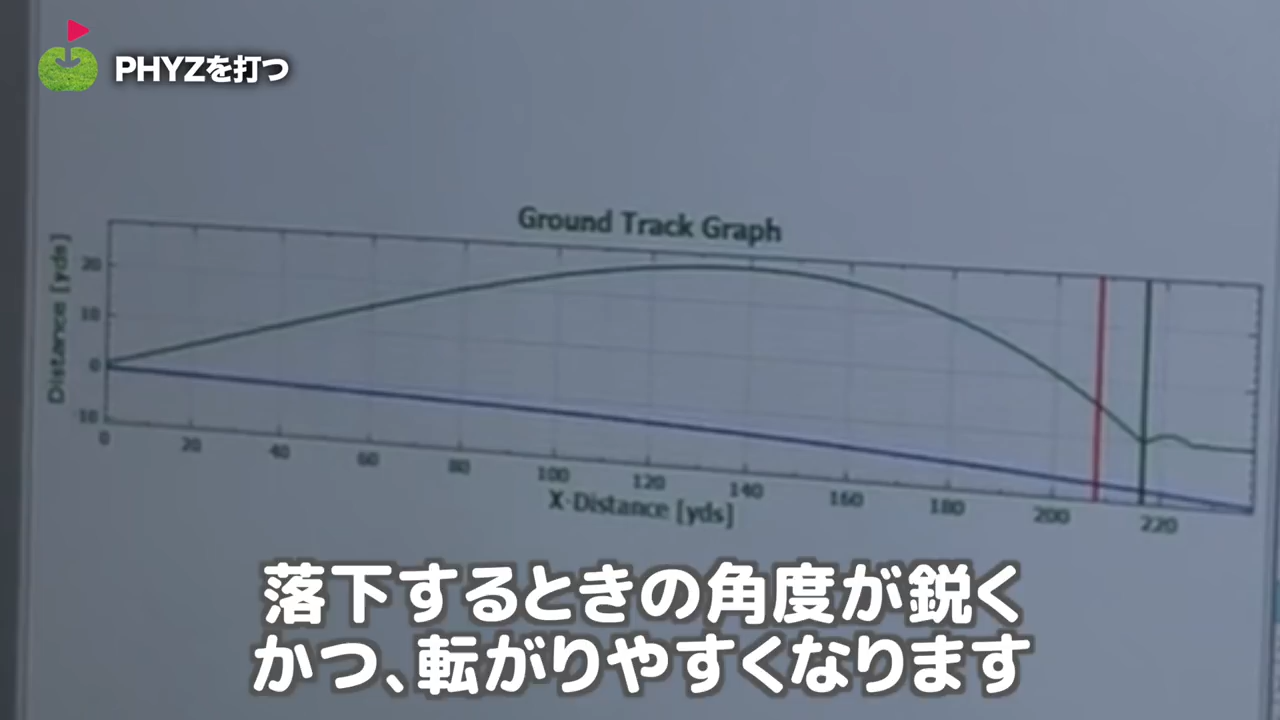 PHYZを打つ
Ground Track Graph
Distance [yds]
20
10
0
10
0 20 40 60 80 100 120 140 160 180 200 220
X-Distance [yds]
落下するときの角度が鋭く
かつ、転がりやすくなります